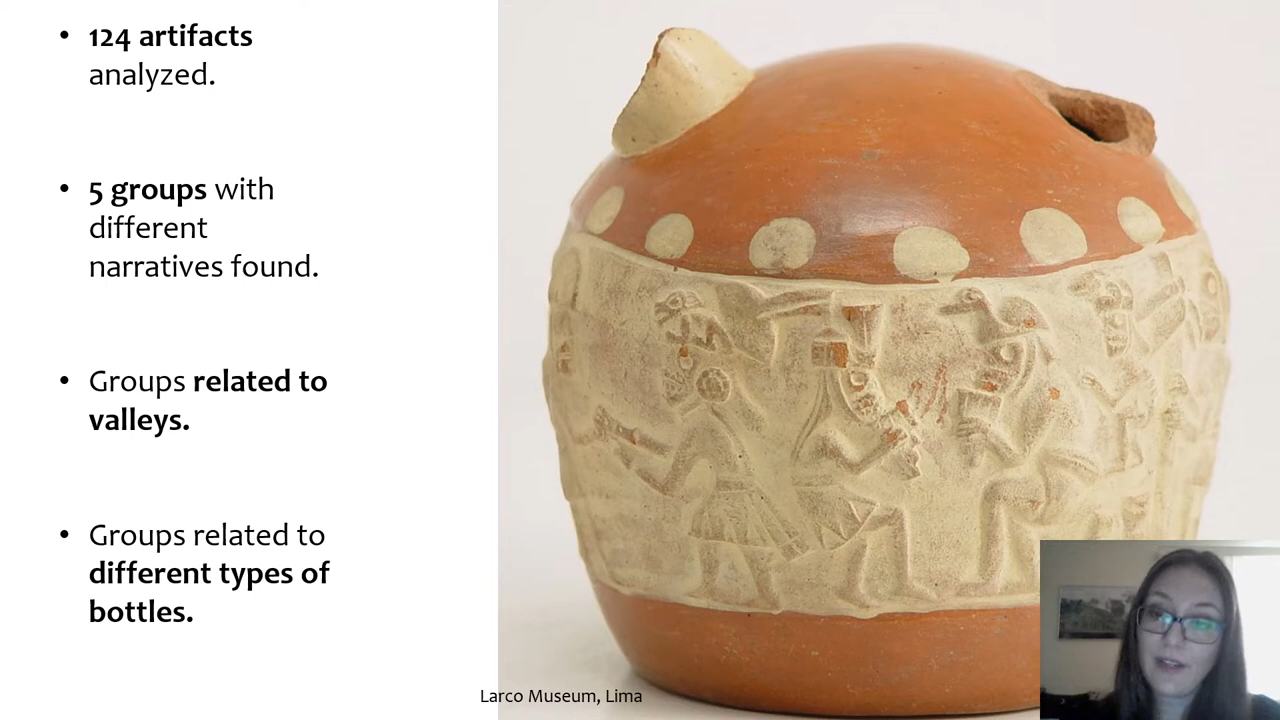 • 124 artifacts
analyzed.
• 5 groups with
different
narratives found.
• Groups related to
valleys.
• Groups related to
different types of
bottles.
Larco Museum, Lima